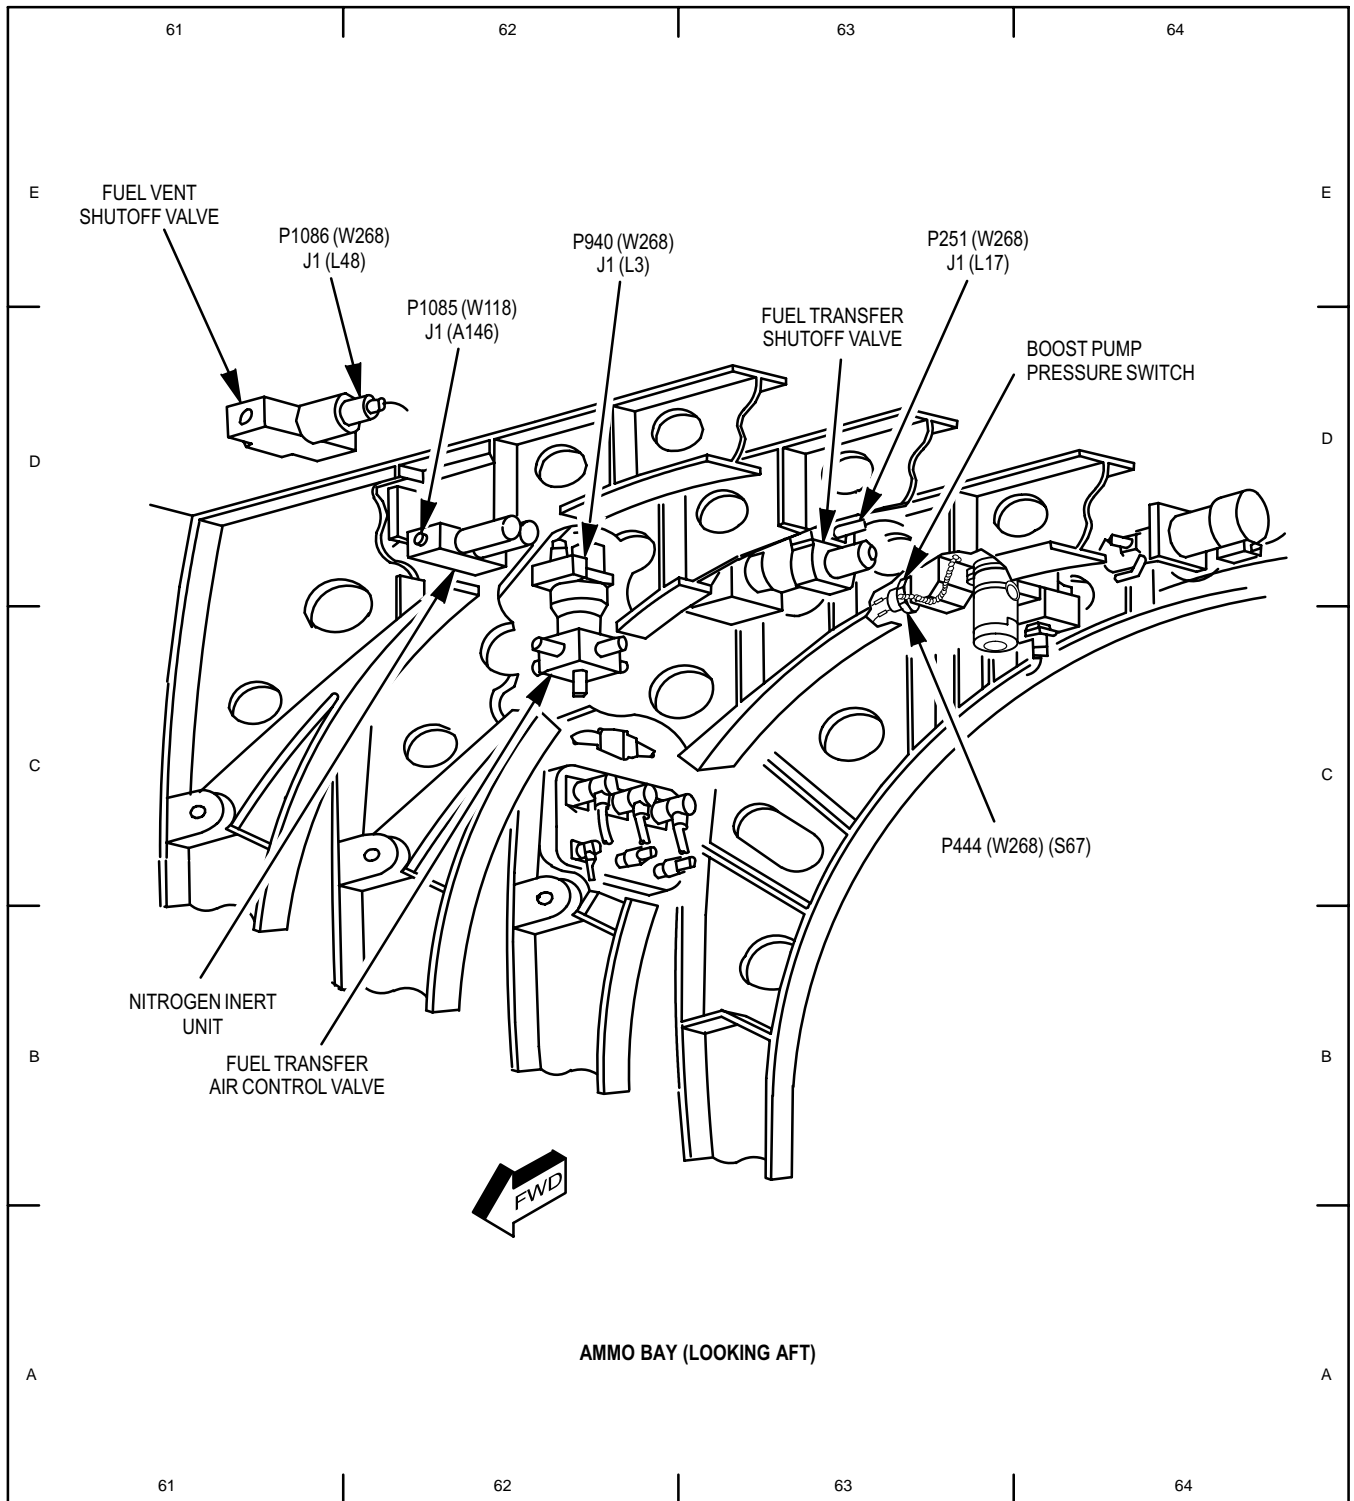 61 62 63 64
E E
FUEL VENT
SHUTOFF VALVE
P1086 (W268)
J1 (L48)
P940 (W268)
J1 (L3)
P251 (W268)
J1 (L17)
P1085 (W118)
J1 (A146)
FUEL TRANSFER
SHUTOFF VALVE
BOOST PUMP
PRESSURE SWITCH
D D
C C
P444 (W268) (S67)
NITROGEN INERT
UNIT
FUEL TRANSFER
AIR CONTROL VALVE
B B
FWD
AMMO BAY (LOOKING AFT)
A A
61 62 63 64